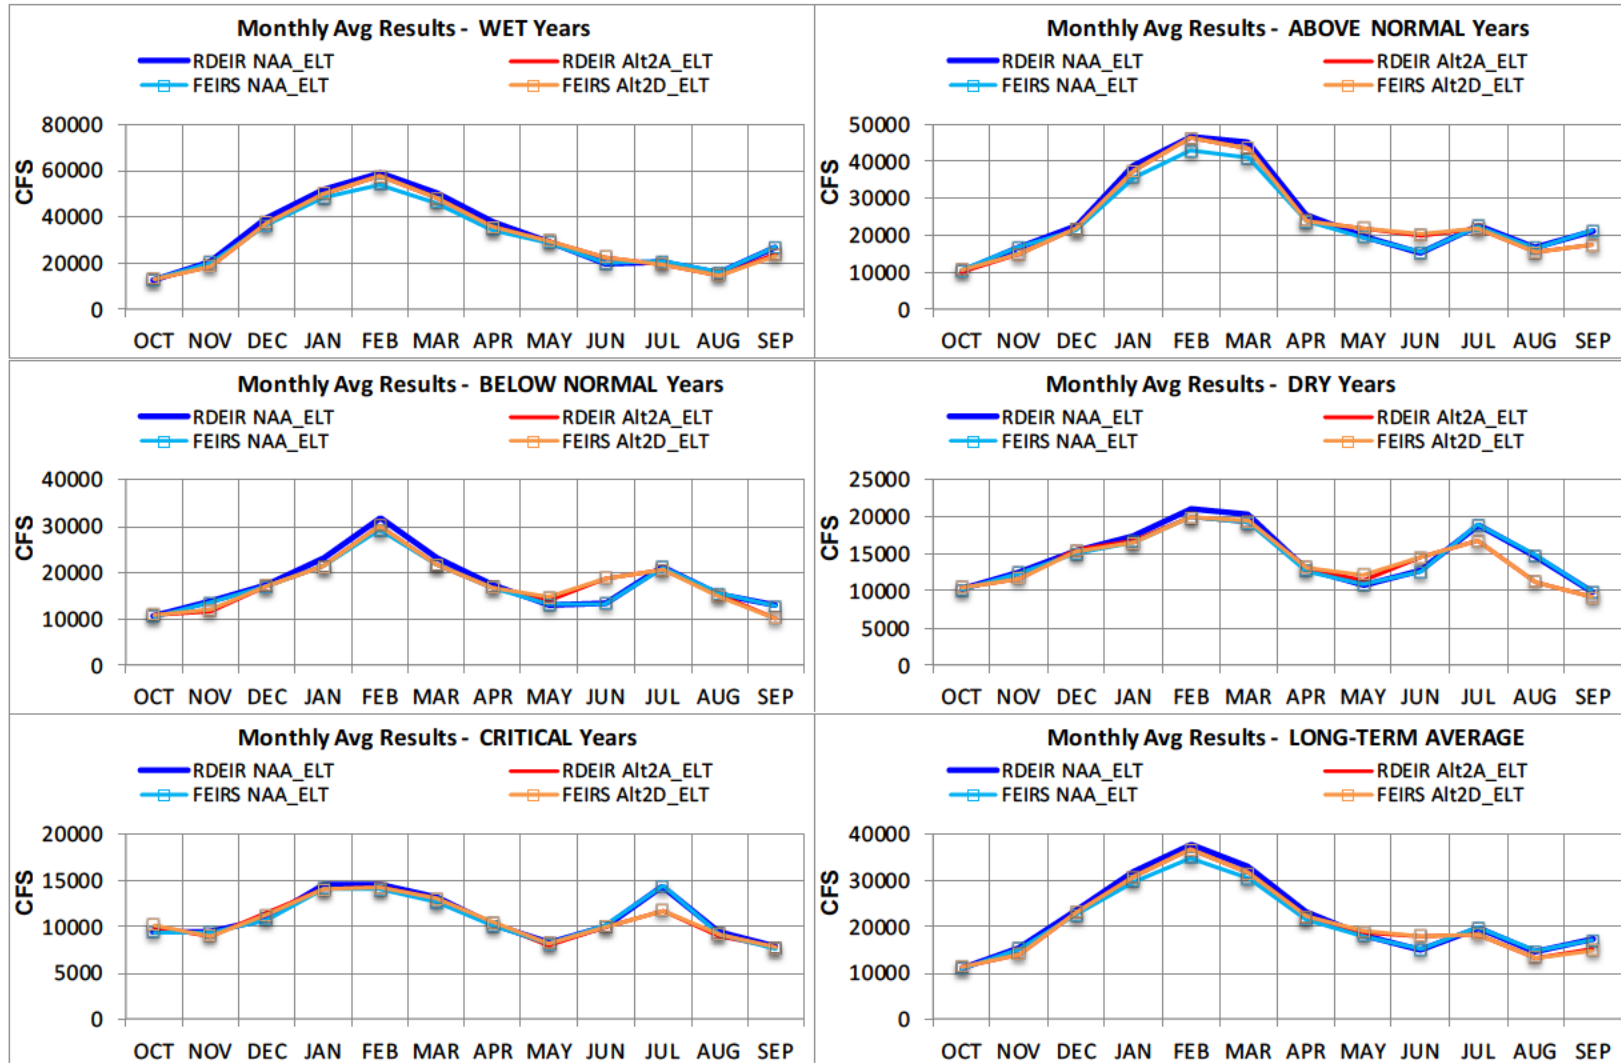 Monthly Avg Results - WET Years
RDEIR NAA_ELT RDEIR Alt2A_ELT
FEIRS NAA_ELT FEIRS Alt2D_ELT
CFS
80000
60000
40000
20000
0
OCT NOV DEC JAN FEB MAR APR MAY JUN JUL AUG SEP
Monthly Avg Results - ABOVE NORMAL Years
RDEIR NAA_ELT RDEIR Alt2A_ELT
FEIRS NAA_ELT FEIRS Alt2D_ELT
CFS
50000
40000
30000
20000
10000
0
OCT NOV DEC JAN FEB MAR APR MAY JUN JUL AUG SEP
Monthly Avg Results - BELOW NORMAL Years
RDEIR NAA_ELT RDEIR Alt2A_ELT
FEIRS NAA_ELT FEIRS Alt2D_ELT
CFS
40000
30000
20000
10000
0
OCT NOV DEC JAN FEB MAR APR MAY JUN JUL AUG SEP
Monthly Avg Results - DRY Years
RDEIR NAA_ELT RDEIR Alt2A_ELT
FEIRS NAA_ELT FEIRS Alt2D_ELT
CFS
25000
20000
15000
10000
5000
0
OCT NOV DEC JAN FEB MAR APR MAY JUN JUL AUG SEP
Monthly Avg Results - CRITICAL Years
RDEIR NAA_ELT RDEIR Alt2A_ELT
FEIRS NAA_ELT FEIRS Alt2D_ELT
CFS
20000
15000
10000
5000
0
OCT NOV DEC JAN FEB MAR APR MAY JUN JUL AUG SEP
Monthly Avg Results - LONG-TERM AVERAGE
RDEIR NAA_ELT RDEIR Alt2A_ELT
FEIRS NAA_ELT FEIRS Alt2D_ELT
CFS
40000
30000
20000
10000
0
OCT NOV DEC JAN FEB MAR APR MAY JUN JUL AUG SEP